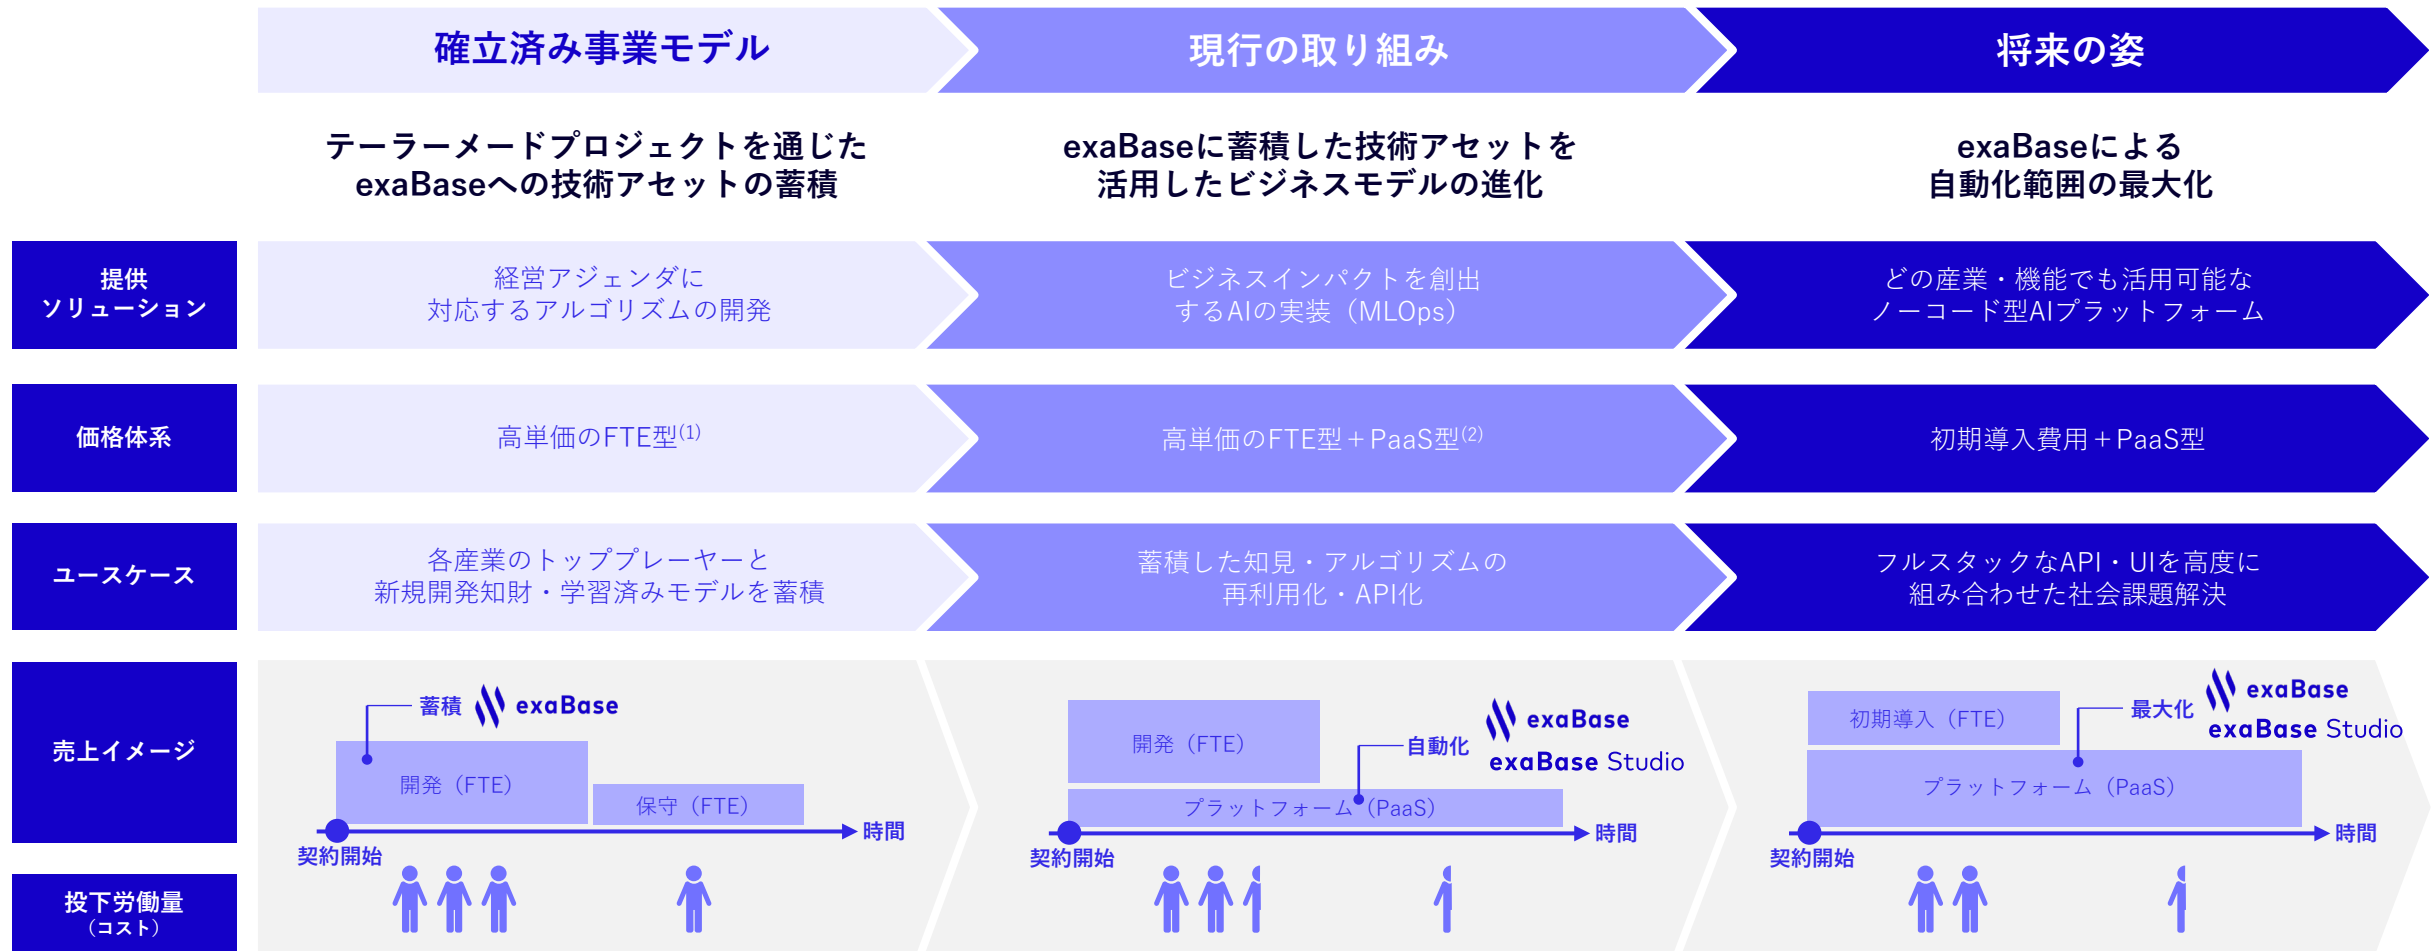 確立済み事業モデル
現行の取り組み
将来の姿
テーラーメードプロジェクトを通じた
exaBaseへの技術アセットの蓄積
exaBaseに蓄積した技術アセットを
活用したビジネスモデルの進化
exaBaseによる
自動化範囲の最大化
提供
ソリューション
経営アジェンダに
対応するアルゴリズムの開発
ビジネスインパクトを創出
するAIの実装（MLOps）
どの産業・機能でも活用可能な
ノーコード型AIプラットフォーム
価格体系
高単価のFTE型(1)
高単価のFTE型＋PaaS型(2)
初期導入費用＋PaaS型
ユースケース
各産業のトッププレーヤーと
新規開発知財・学習済みモデルを蓄積
蓄積した知見・アルゴリズムの
再利用化・API化
フルスタックなAPI・UIを高度に
組み合わせた社会課題解決
売上イメージ
蓄積
exaBase
開発（FTE）
保守（FTE）
時間
契約開始
開発（FTE）
自動化
exaBase
exaBase Studio
プラットフォーム（PaaS）
時間
契約開始
初期導入（FTE）
最大化
exaBase
exaBase Studio
プラットフォーム（PaaS）
時間
契約開始
投下労働量
（コスト）